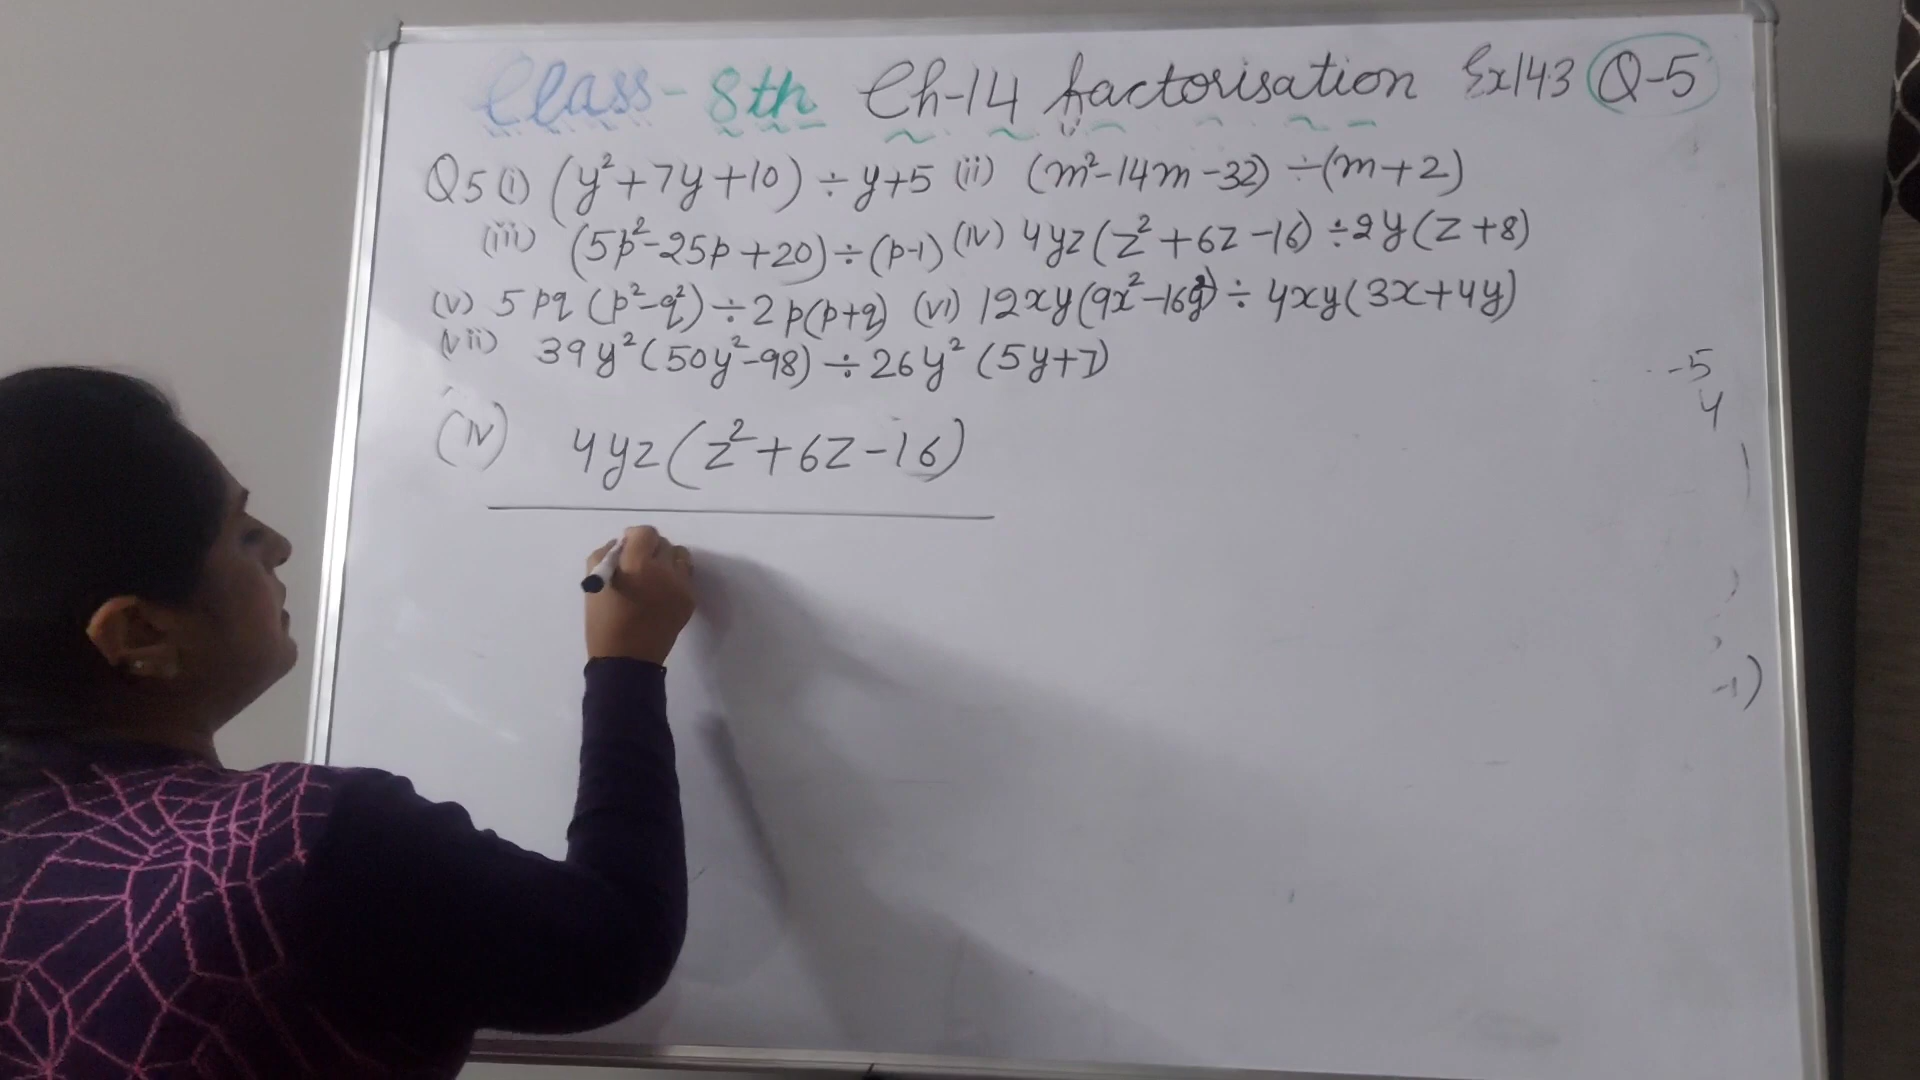 Class-8th Ch-14 factorisation Ex14.3 Q-5
Q5 (i) (y²+7y+10)÷y+5 (ii) (m²-14m-32)÷(m+2)
(iii) (5p²-25p+20)÷(p-1) (iv) 4yz(z²+6z-16)÷2y(z+8)
(v) 5pq(p²-q²)÷2p(p+q) (vi) 12xy(9x²-16y²)÷4xy(3x+4y)
(vii) 39y²(50y²-98)÷26y²(5y+7)
-5
4
(iv) 4yz(z²+6z-16)
-1)